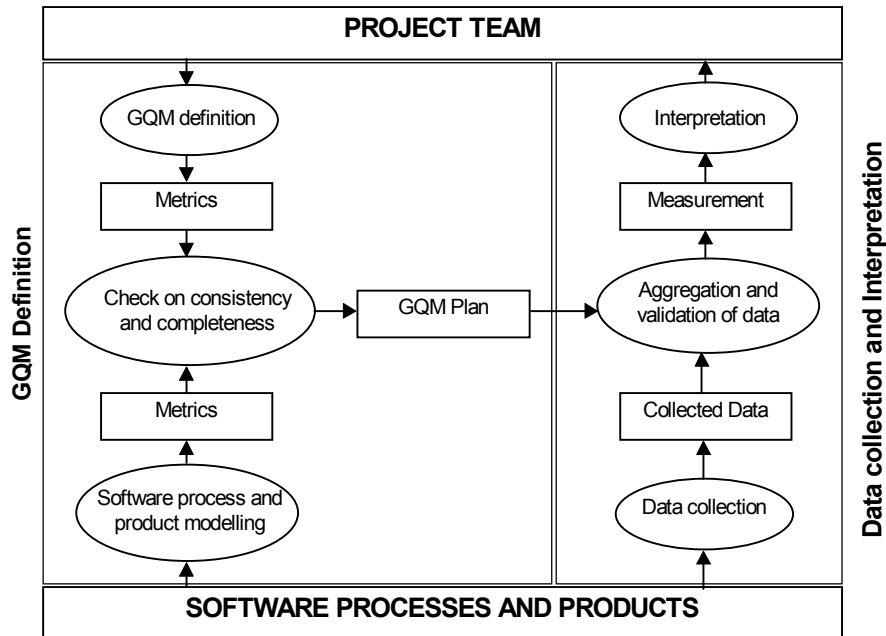 PROJECT TEAM
GQM Definition
GQM definition
Metrics
Check on consistency
and completeness
Metrics
Software process and
product modelling
GQM Plan
Interpretation
Measurement
Aggregation and
validation of data
Collected Data
Data collection
Data collection and Interpretation
SOFTWARE PROCESSES AND PRODUCTS